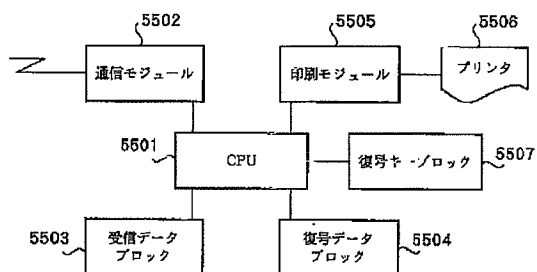 5502
5505
5506
通信モジュール
印刷モジュール
プリンタ
5501
CPU
復号キーブロック
5507
5503
受信データ
ブロック
復号データ
ブロック
5504